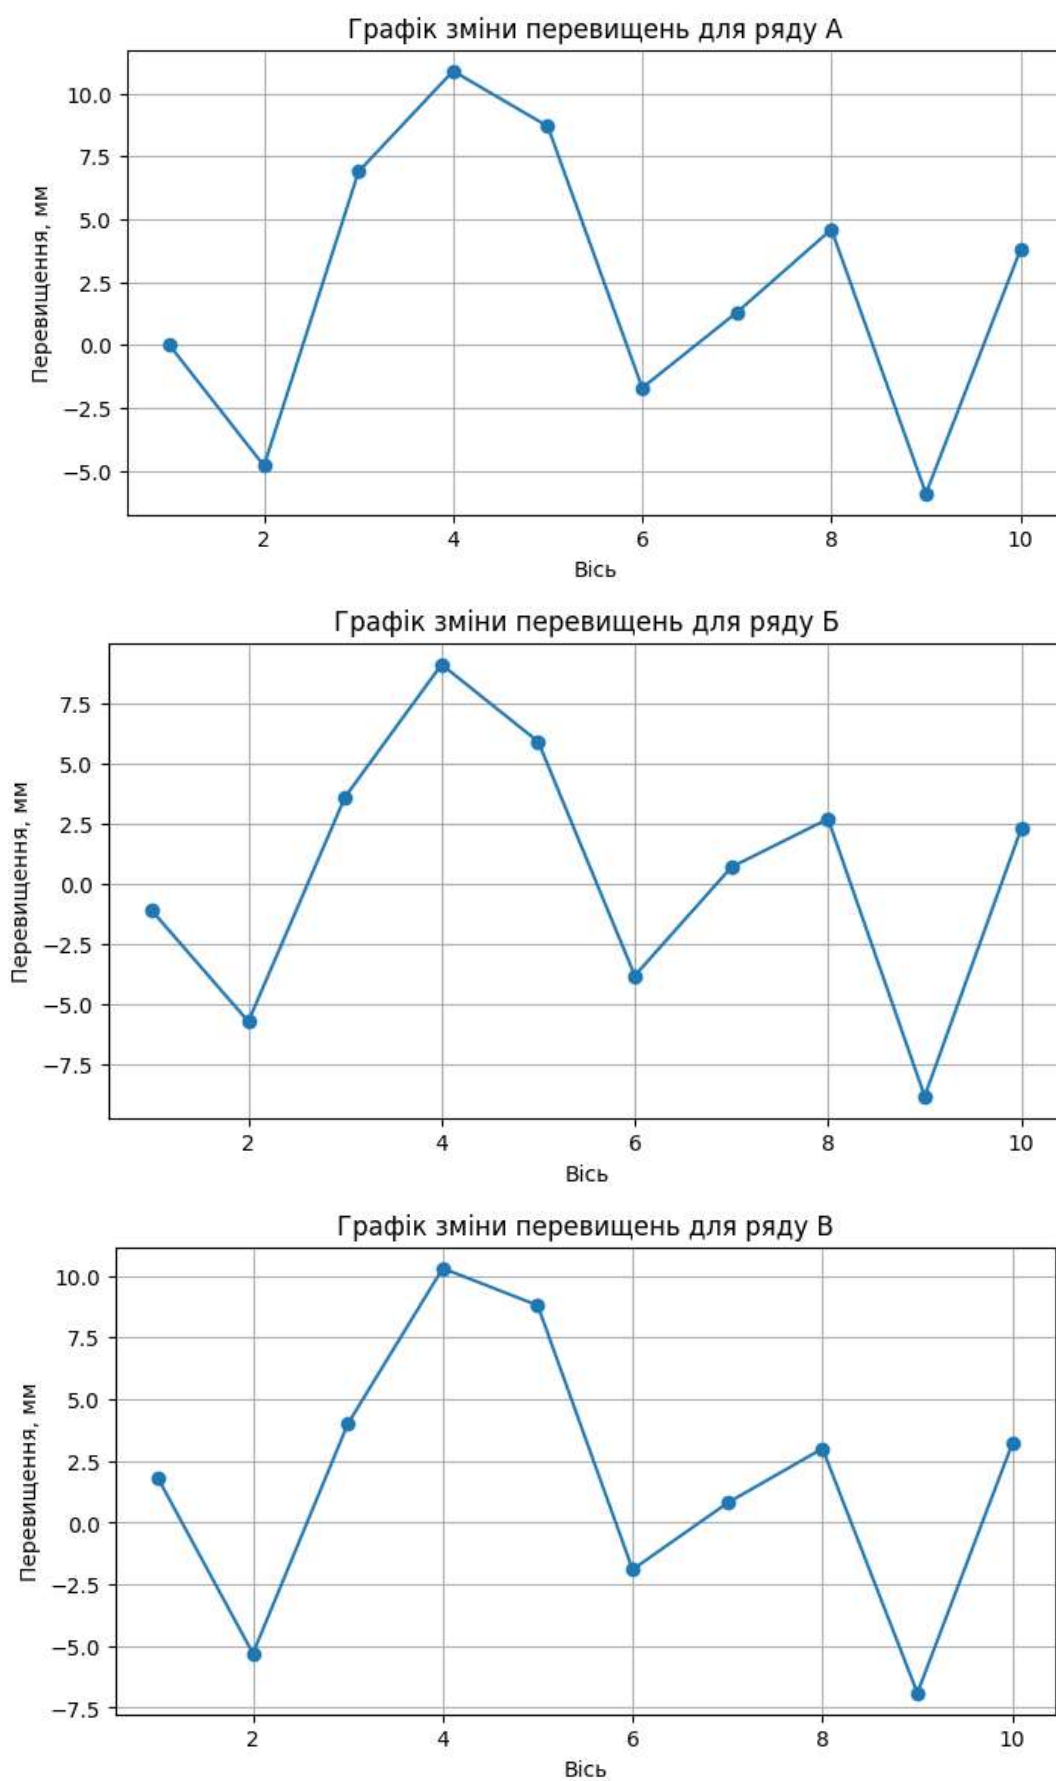 Графік зміни перевищень для ряду А
Перевищення, мм
10.0
7.5
5.0
2.5
0.0
−2.5
−5.0
2 4 6 8 10
Вісь
Графік зміни перевищень для ряду Б
Перевищення, мм
7.5
5.0
2.5
0.0
−2.5
−5.0
−7.5
2 4 6 8 10
Вісь
Графік зміни перевищень для ряду В
Перевищення, мм
10.0
7.5
5.0
2.5
0.0
−2.5
−5.0
−7.5
2 4 6 8 10
Вісь